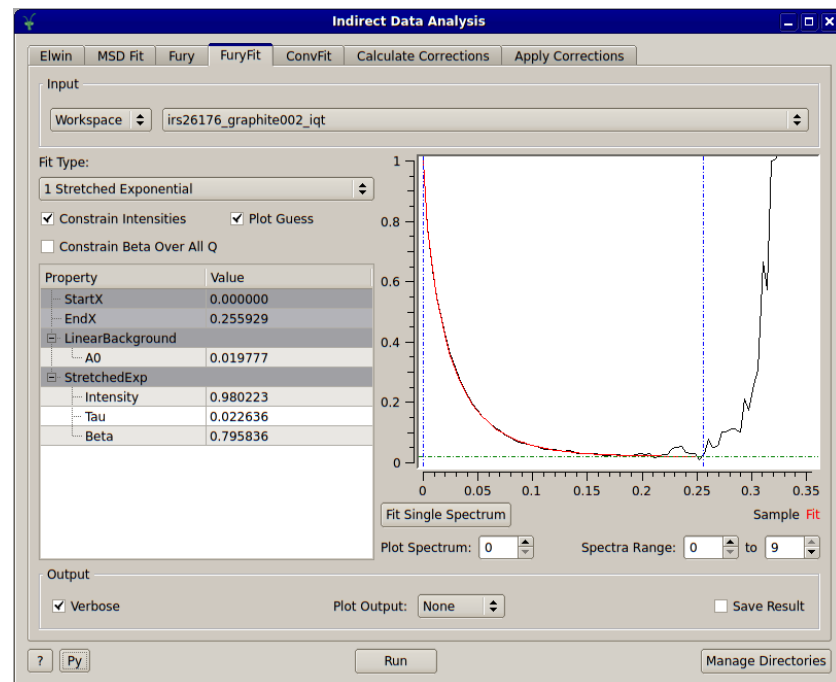 Indirect Data Analysis
Elwin MSD Fit Fury FuryFit ConvFit Calculate Corrections Apply Corrections
Input
Workspace irs26176_graphite002_iqt
Fit Type:
1 Stretched Exponential
Constrain Intensities Plot Guess
Constrain Beta Over All Q
Property Value
StartX 0.000000
EndX 0.255929
LinearBackground
A0 0.019777
StretchedExp
Intensity 0.980223
Tau 0.022636
Beta 0.795836
1
0.8
0.6
0.4
0.2
0
0 0.05 0.1 0.15 0.2 0.25 0.3 0.35
Fit Single Spectrum Sample Fit
Plot Spectrum: 0 Spectra Range: 0 to 9
Output
Verbose Plot Output: None Save Result
? Py Run Manage Directories